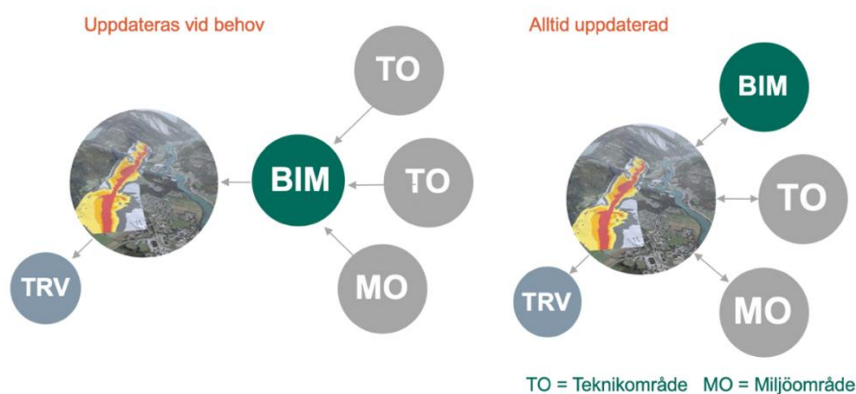 Uppdateras vid behov
TO
BIM
TO
MO
TRV
Alltid uppdaterad
BIM
TO
MO
TRV
TO = Teknikområde MO = Miljöområde